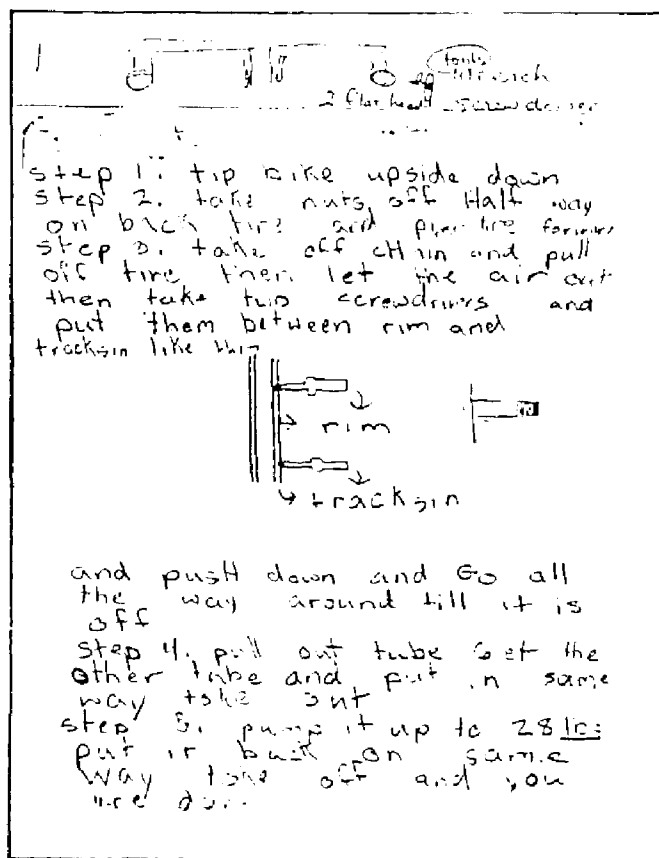 tools
wrench
2 flat head screwdriver
step 1. tip bike upside down
step 2. take nuts off Half way
on back tire and push tire forward
step 3. take off cHain and pull
off tire then let the air out
then take two screwdrivers and
put them between rim and
tracksin like this
rim
tracksin
and pusH down and Go all
the way around till it is
off
step 4. pull out tube Get the
other tube and put in same
way take out
step 5. pump it up to 28
put it back on same
way take off and you
are done